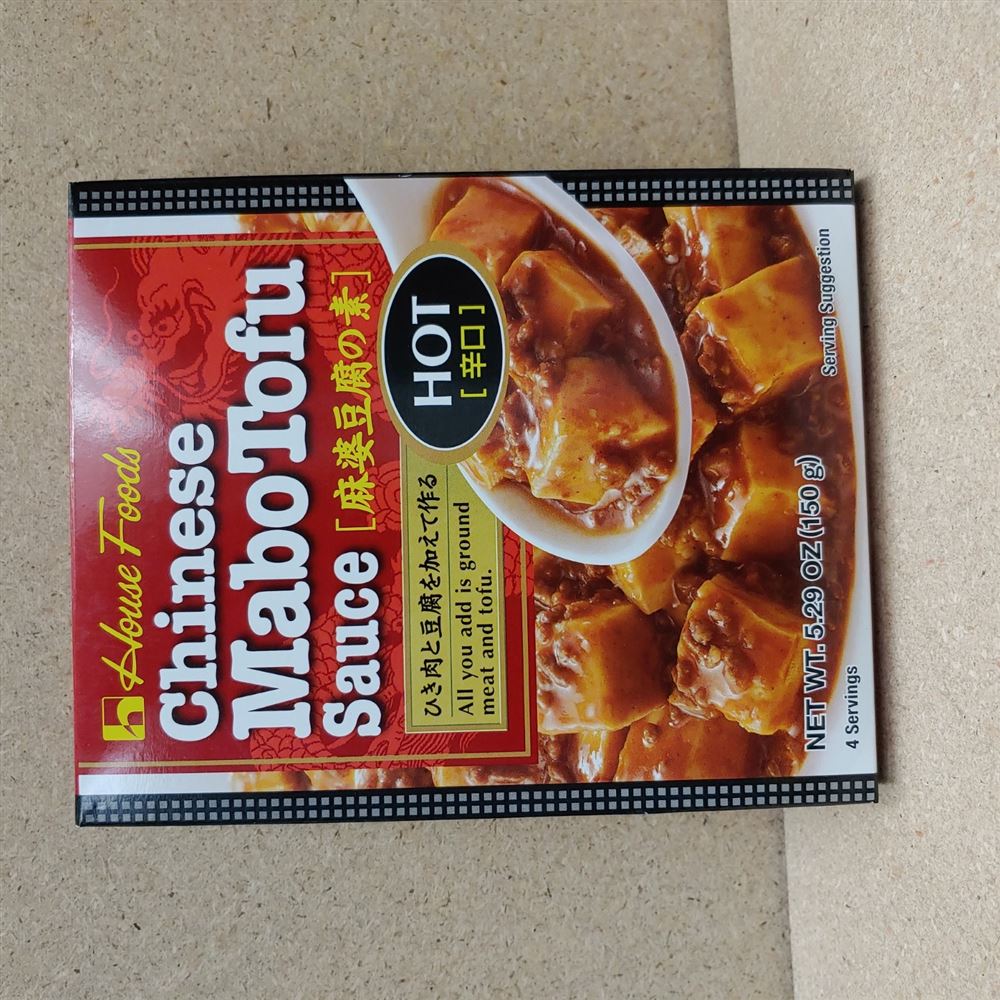 House Foods
Chinese
Mabo Tofu
Sauce [麻婆豆腐の素]
HOT
[辛口]
ひき肉と豆腐を加えて作る
All you add is ground
meat and tofu.
Serving Suggestion
NET WT. 5.29 OZ (150 g)
4 Servings